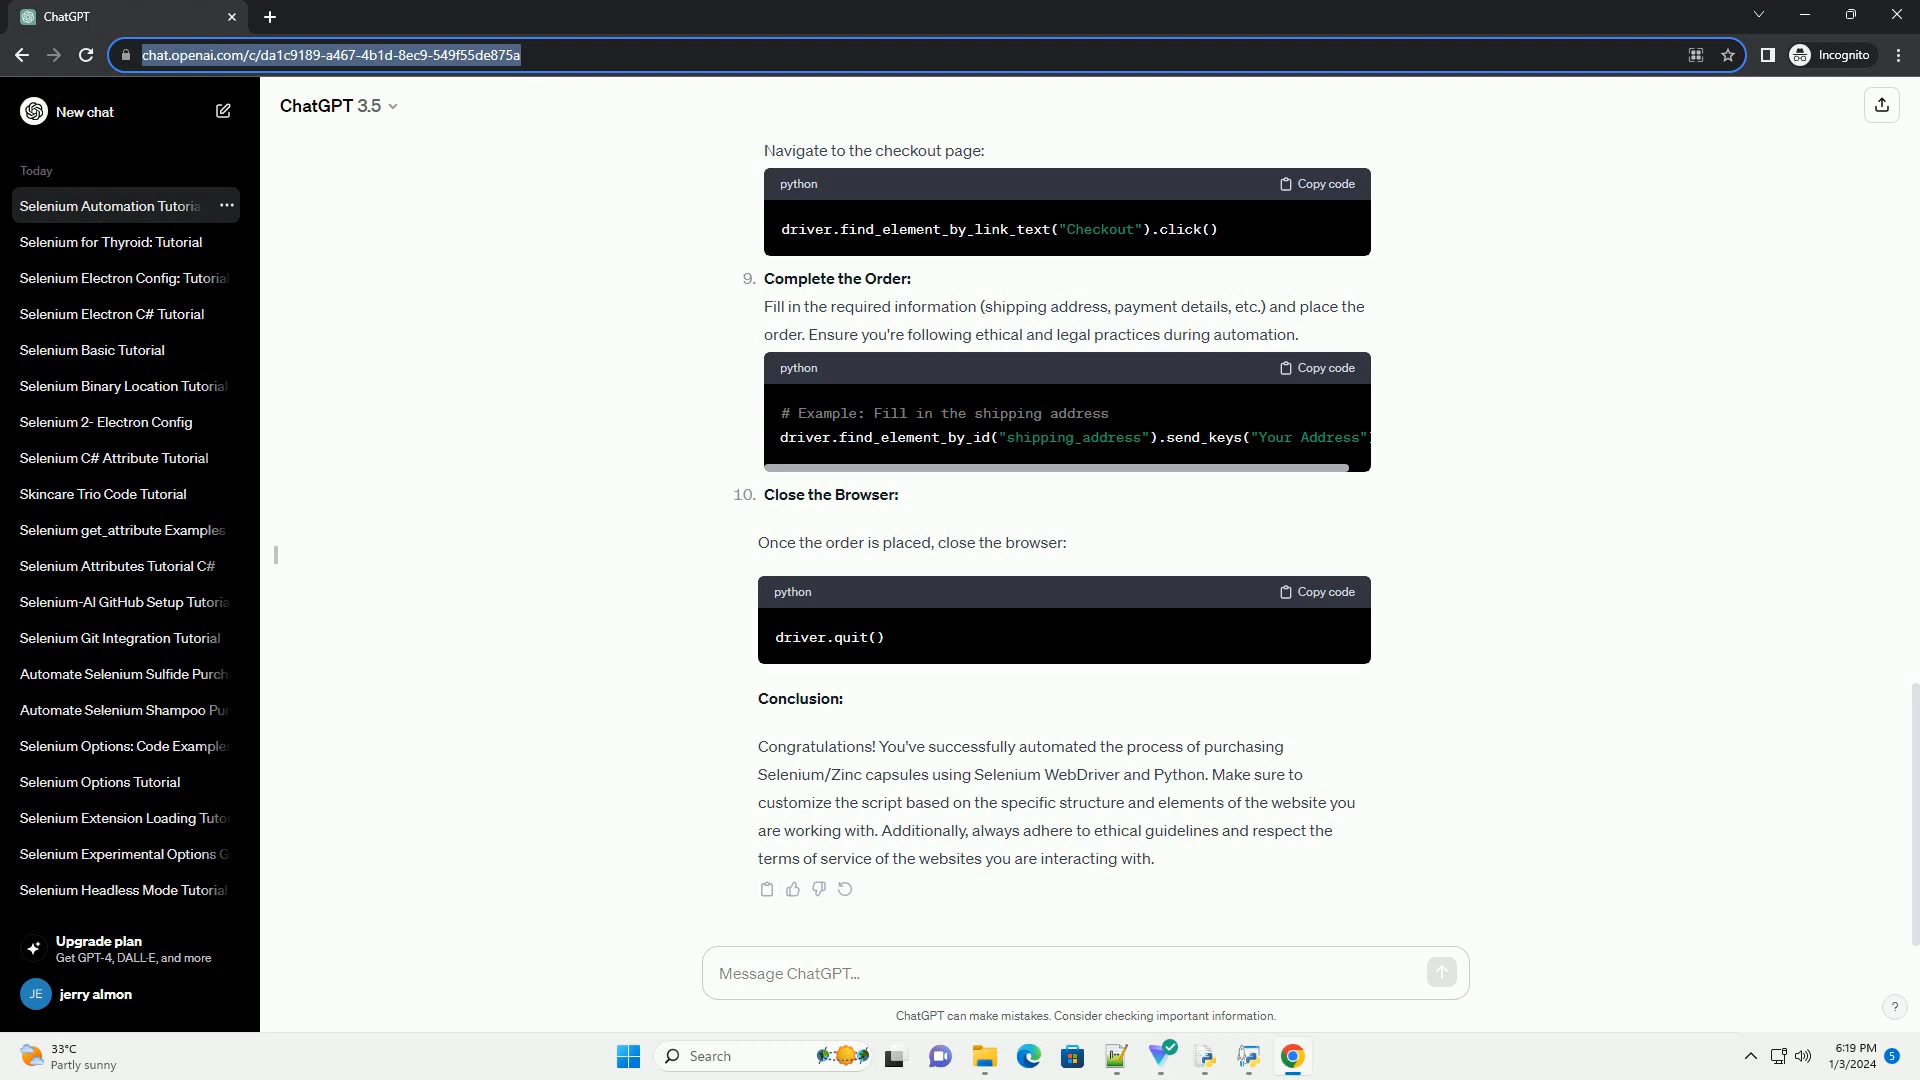 ChatGPT
chat.openai.com/c/da1c9189-a467-4b1d-8ec9-549f55de875a
Incognito
New chat
Today
Selenium Automation Tutoria
Selenium for Thyroid: Tutorial
Selenium Electron Config: Tutorial
Selenium Electron C# Tutorial
Selenium Basic Tutorial
Selenium Binary Location Tutorial
Selenium 2- Electron Config
Selenium C# Attribute Tutorial
Skincare Trio Code Tutorial
Selenium get_attribute Examples
Selenium Attributes Tutorial C#
Selenium-AI GitHub Setup Tutoria
Selenium Git Integration Tutorial
Automate Selenium Sulfide Purch
Automate Selenium Shampoo Pur
Selenium Options: Code Examples
Selenium Options Tutorial
Selenium Extension Loading Tuto
Selenium Experimental Options G
Selenium Headless Mode Tutorial
Upgrade plan
Get GPT-4, DALL·E, and more
JE
jerry almon
ChatGPT 3.5
Navigate to the checkout page:
python
Copy code
driver.find_element_by_link_text("Checkout").click()
9. Complete the Order:
Fill in the required information (shipping address, payment details, etc.) and place the
order. Ensure you're following ethical and legal practices during automation.
python
Copy code
# Example: Fill in the shipping address
driver.find_element_by_id("shipping_address").send_keys("Your Address")
10. Close the Browser:
Once the order is placed, close the browser:
python
Copy code
driver.quit()
Conclusion:
Congratulations! You've successfully automated the process of purchasing
Selenium/Zinc capsules using Selenium WebDriver and Python. Make sure to
customize the script based on the specific structure and elements of the website you
are working with. Additionally, always adhere to ethical guidelines and respect the
terms of service of the websites you are interacting with.
Message ChatGPT...
ChatGPT can make mistakes. Consider checking important information.
?
33°C
Partly sunny
Search
6:19 PM
1/3/2024
5